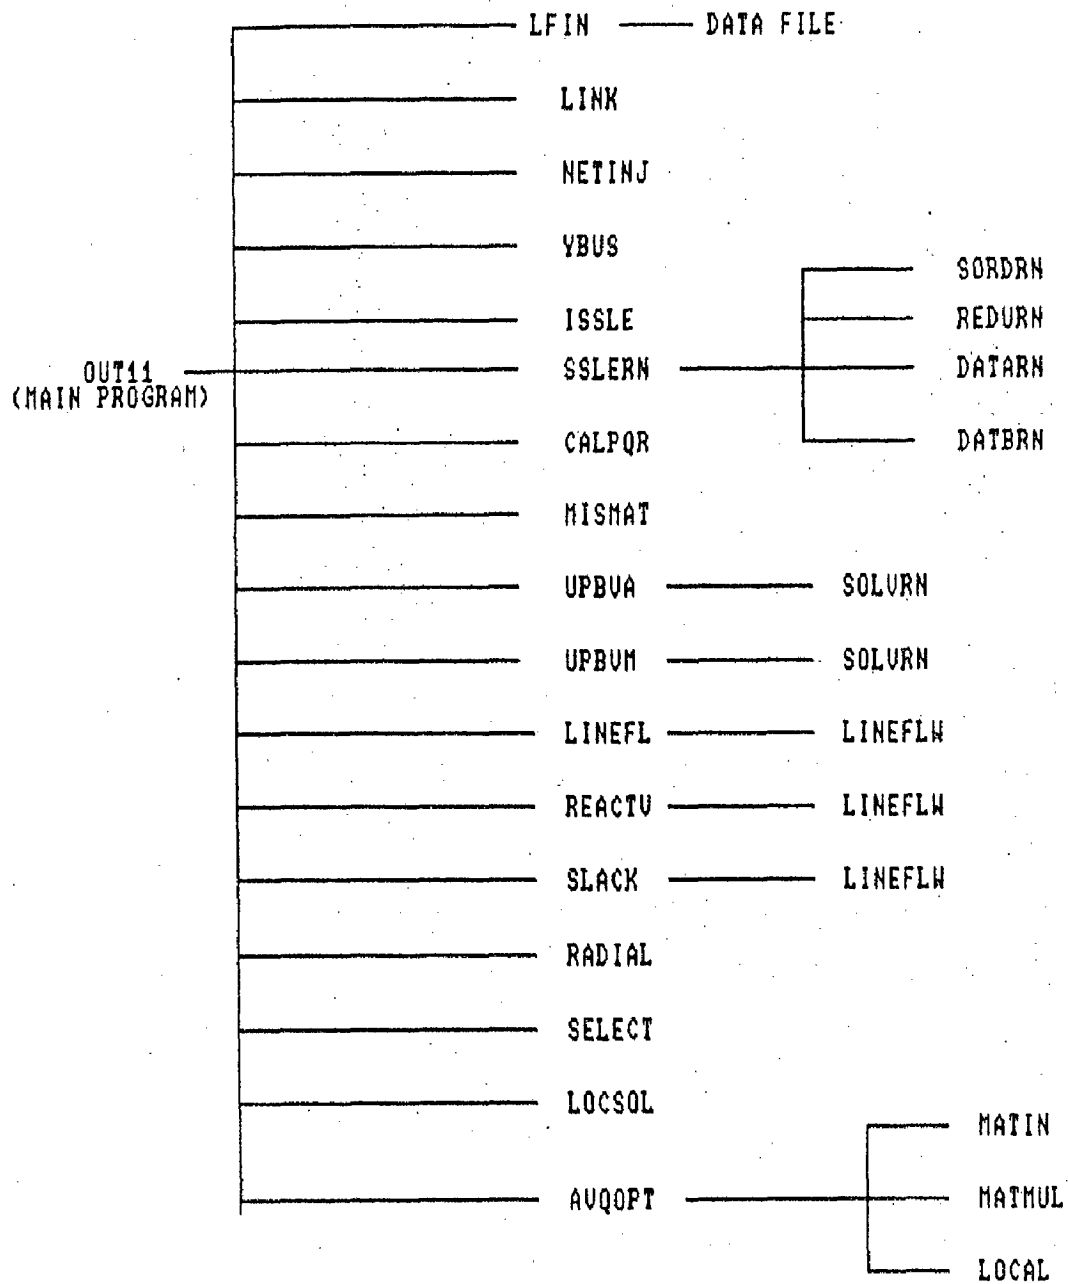 LFIN DATA FILE
LINK
NETINJ
YBUS
SORDRN
ISSLE REDURN
OUT11 SSLERN DATARN
(MAIN PROGRAM)
CALPQR DATBRN
MISMAT
UPBVA SOLVRN
UPBVM SOLVRN
LINEFL LINEFLW
REACTV LINEFLW
SLACK LINEFLW
RADIAL
SELECT
LOCSOL
MATIN
AVQOPT MATMUL
LOCAL